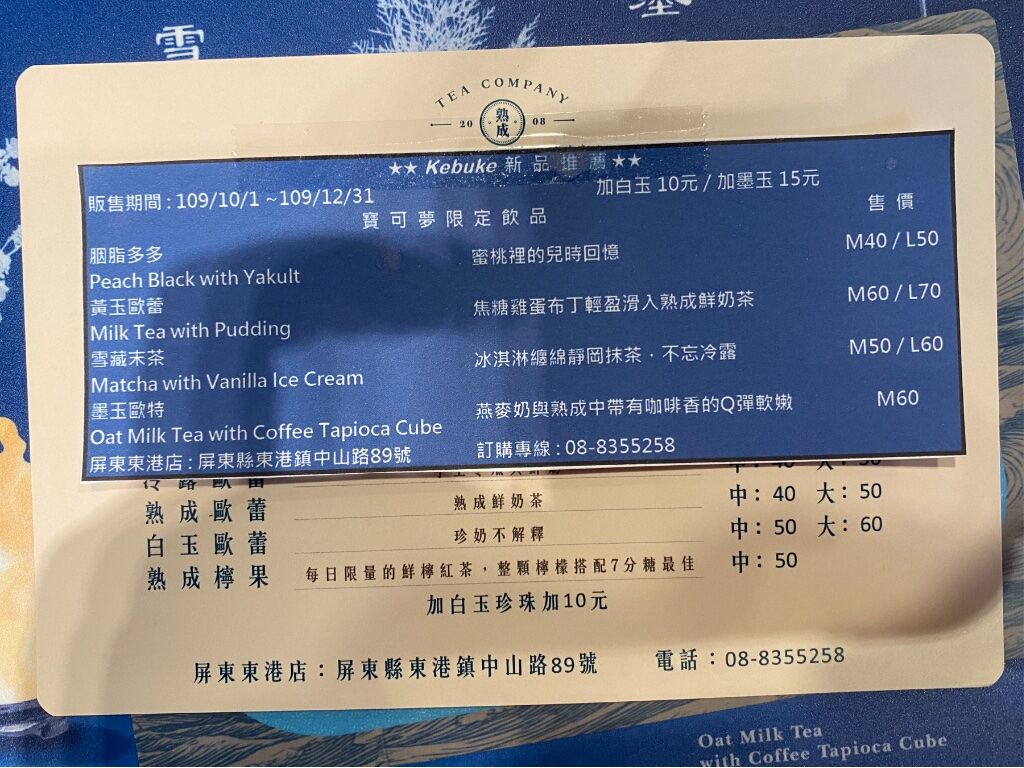 雪
TEA COMPANY
20 熟成 08
★★ Kebuke 新品推薦★★
販售期間:109/10/1 ~109/12/31
加白玉 10元 / 加墨玉 15元
寶可夢限定飲品
售價
胭脂多多 蜜桃裡的兒時回憶 M40 / L50
Peach Black with Yakult
黃玉歐蕾 焦糖雞蛋布丁輕盈滑入熟成鮮奶茶 M60 / L70
Milk Tea with Pudding
雪藏末茶 冰淇淋纏綿靜岡抹茶‧不忘冷露 M50 / L60
Matcha with Vanilla Ice Cream
墨玉歐特 燕麥奶與熟成中帶有咖啡香的Q彈軟嫩 M60
Oat Milk Tea with Coffee Tapioca Cube
屏東東港店:屏東縣東港鎮中山路89號 訂購專線:08-8355258
熟成歐蕾 熟成鮮奶茶 中:40 大:50
白玉歐蕾 珍奶不解釋 中:50 大:60
熟成檸果 每日限量的鮮檸紅茶,整顆檸檬搭配7分糖最佳 中:50
加白玉珍珠加10元
屏東東港店:屏東縣東港鎮中山路89號 電話:08-8355258
Oat Milk Tea
with Coffee Tapioca Cube